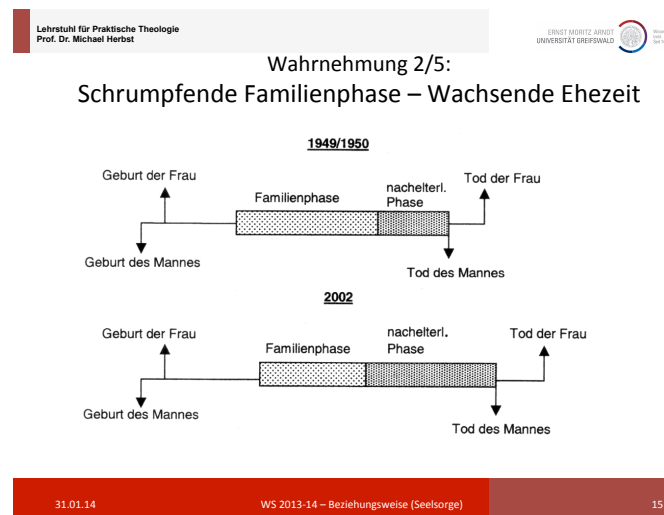 Lehrstuhl für Praktische Theologie
Prof. Dr. Michael Herbst
ERNST MORITZ ARNDT
UNIVERSITÄT GREIFSWALD
Wahrnehmung 2/5:
Schrumpfende Familienphase – Wachsende Ehezeit
1949/1950
Geburt der Frau
Familienphase
nachelterl.
Phase
Tod der Frau
Geburt des Mannes
Tod des Mannes
2002
Geburt der Frau
Familienphase
nachelterl.
Phase
Tod der Frau
Geburt des Mannes
Tod des Mannes
31.01.14
WS 2013-14 – Beziehungsweise (Seelsorge)
15